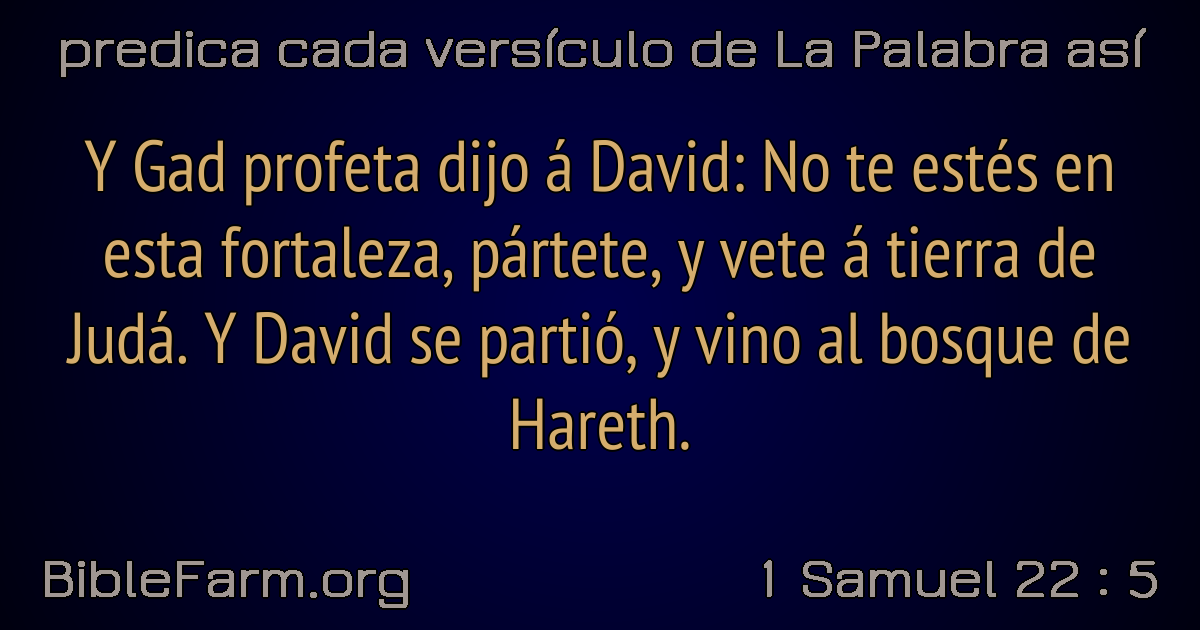 predica cada versículo de La Palabra así
Y Gad profeta dijo á David: No te estés en
esta fortaleza, pártete, y vete á tierra de
Judá. Y David se partió, y vino al bosque de
Hareth.
BibleFarm.org
1 Samuel 22 : 5